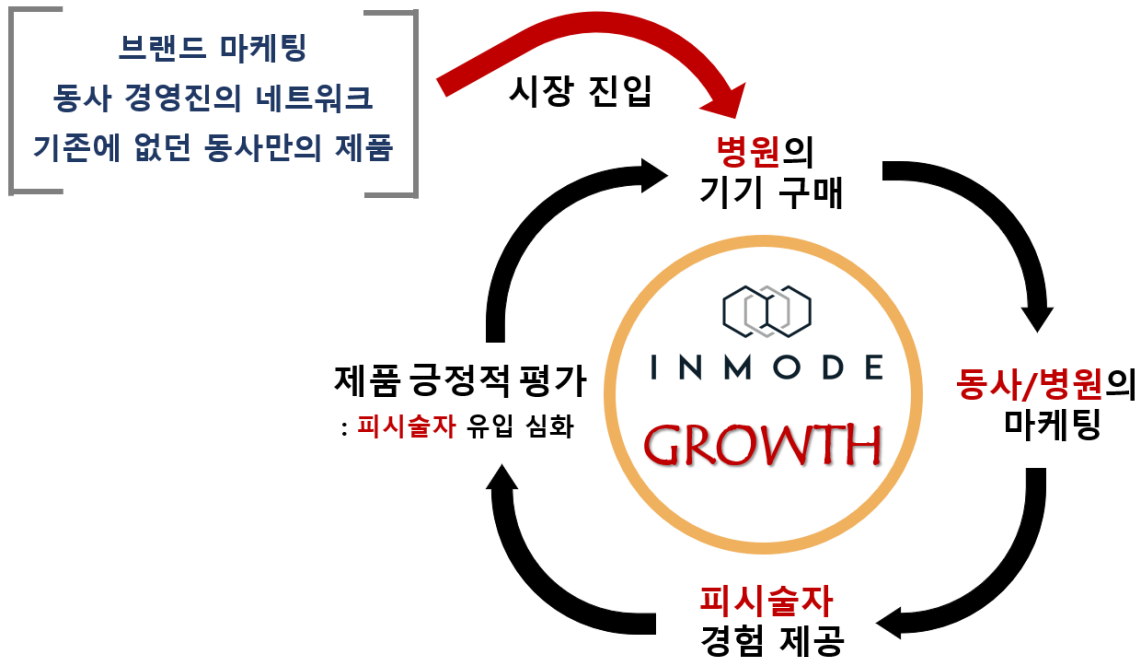 브랜드 마케팅
동사 경영진의 네트워크
기존에 없던 동사만의 제품
시장 진입
병원의
기기 구매
INMODE
GROWTH
동사/병원의
마케팅
피시술자
경험 제공
제품 긍정적 평가
: 피시술자 유입 심화